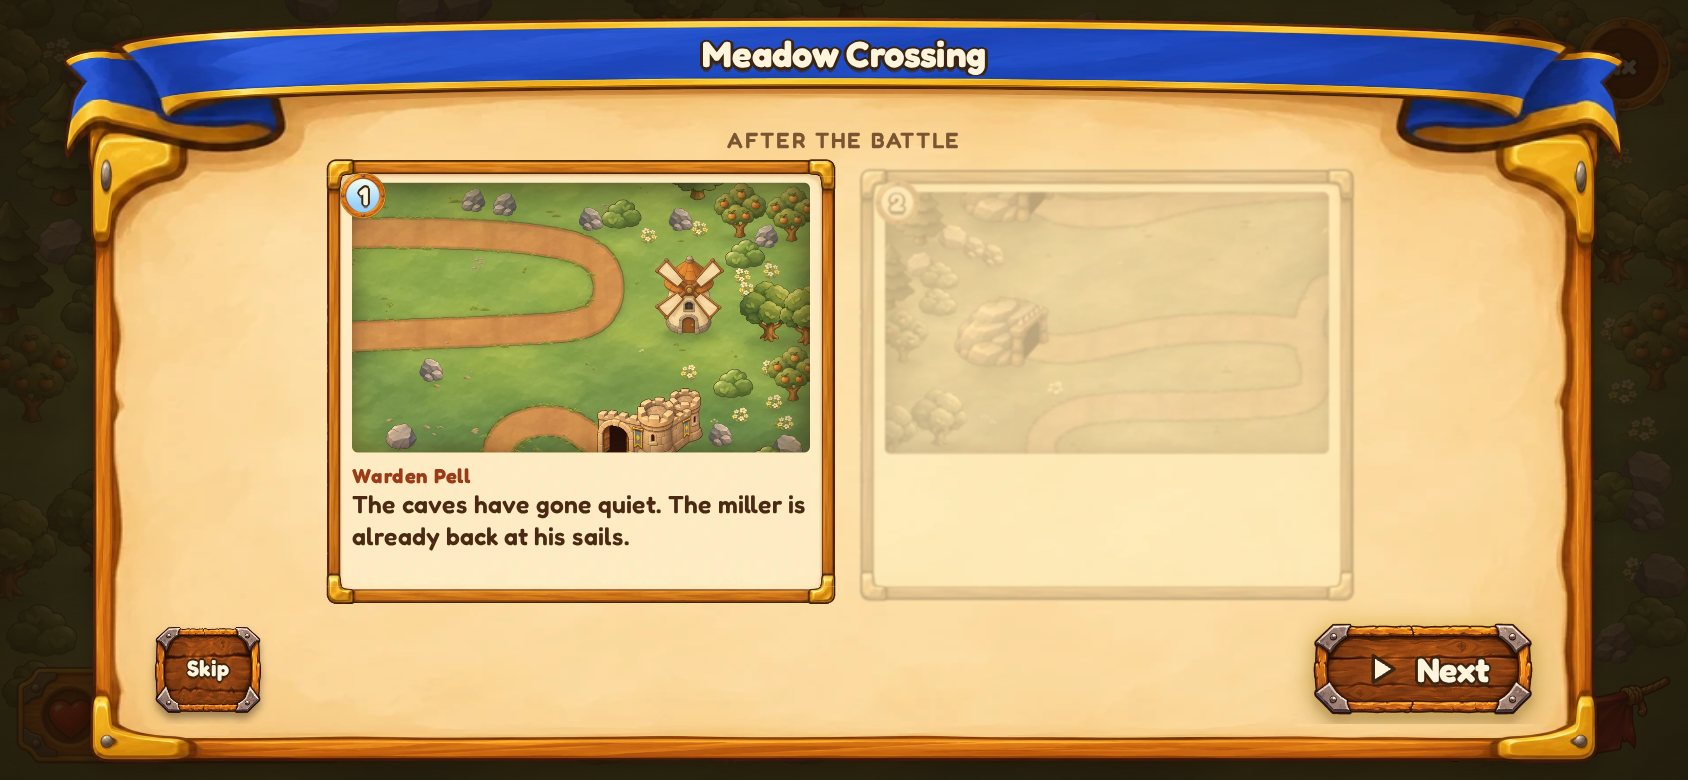 Meadow Crossing
AFTER THE BATTLE
1
2
Warden Pell
The caves have gone quiet. The miller is
already back at his sails.
Skip
Next